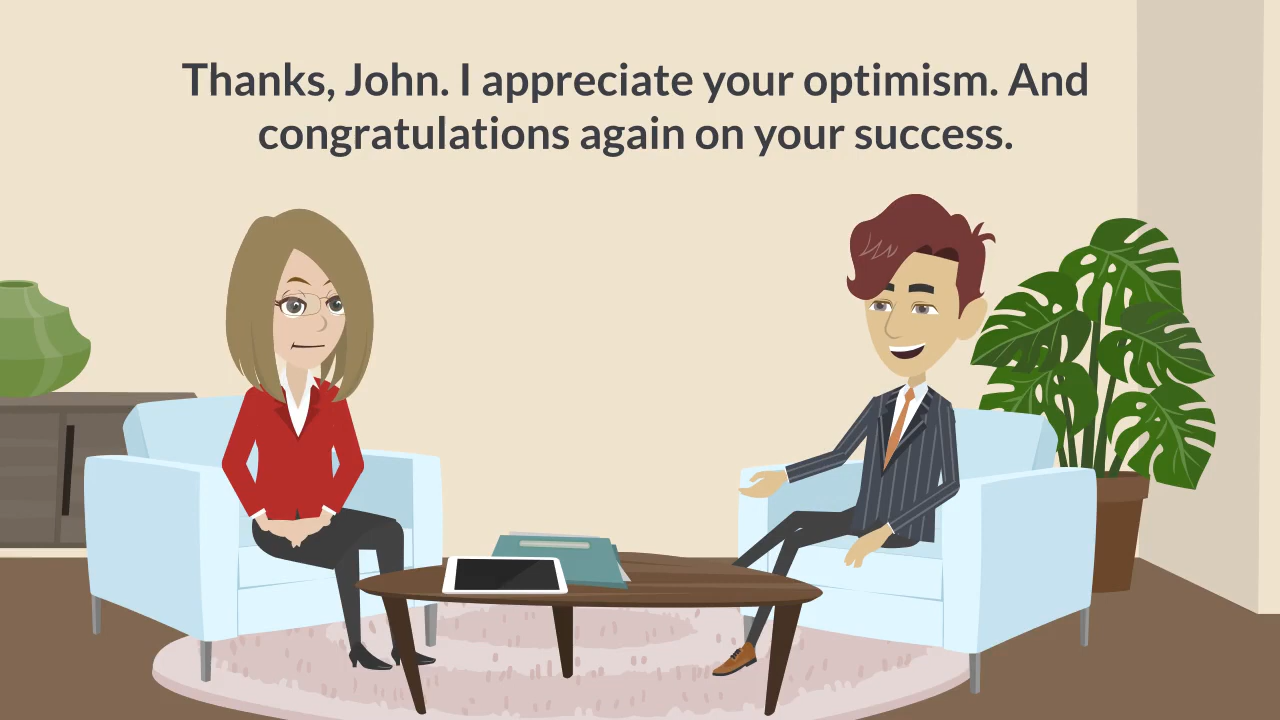 Thanks, John. I appreciate your optimism. And
congratulations again on your success.